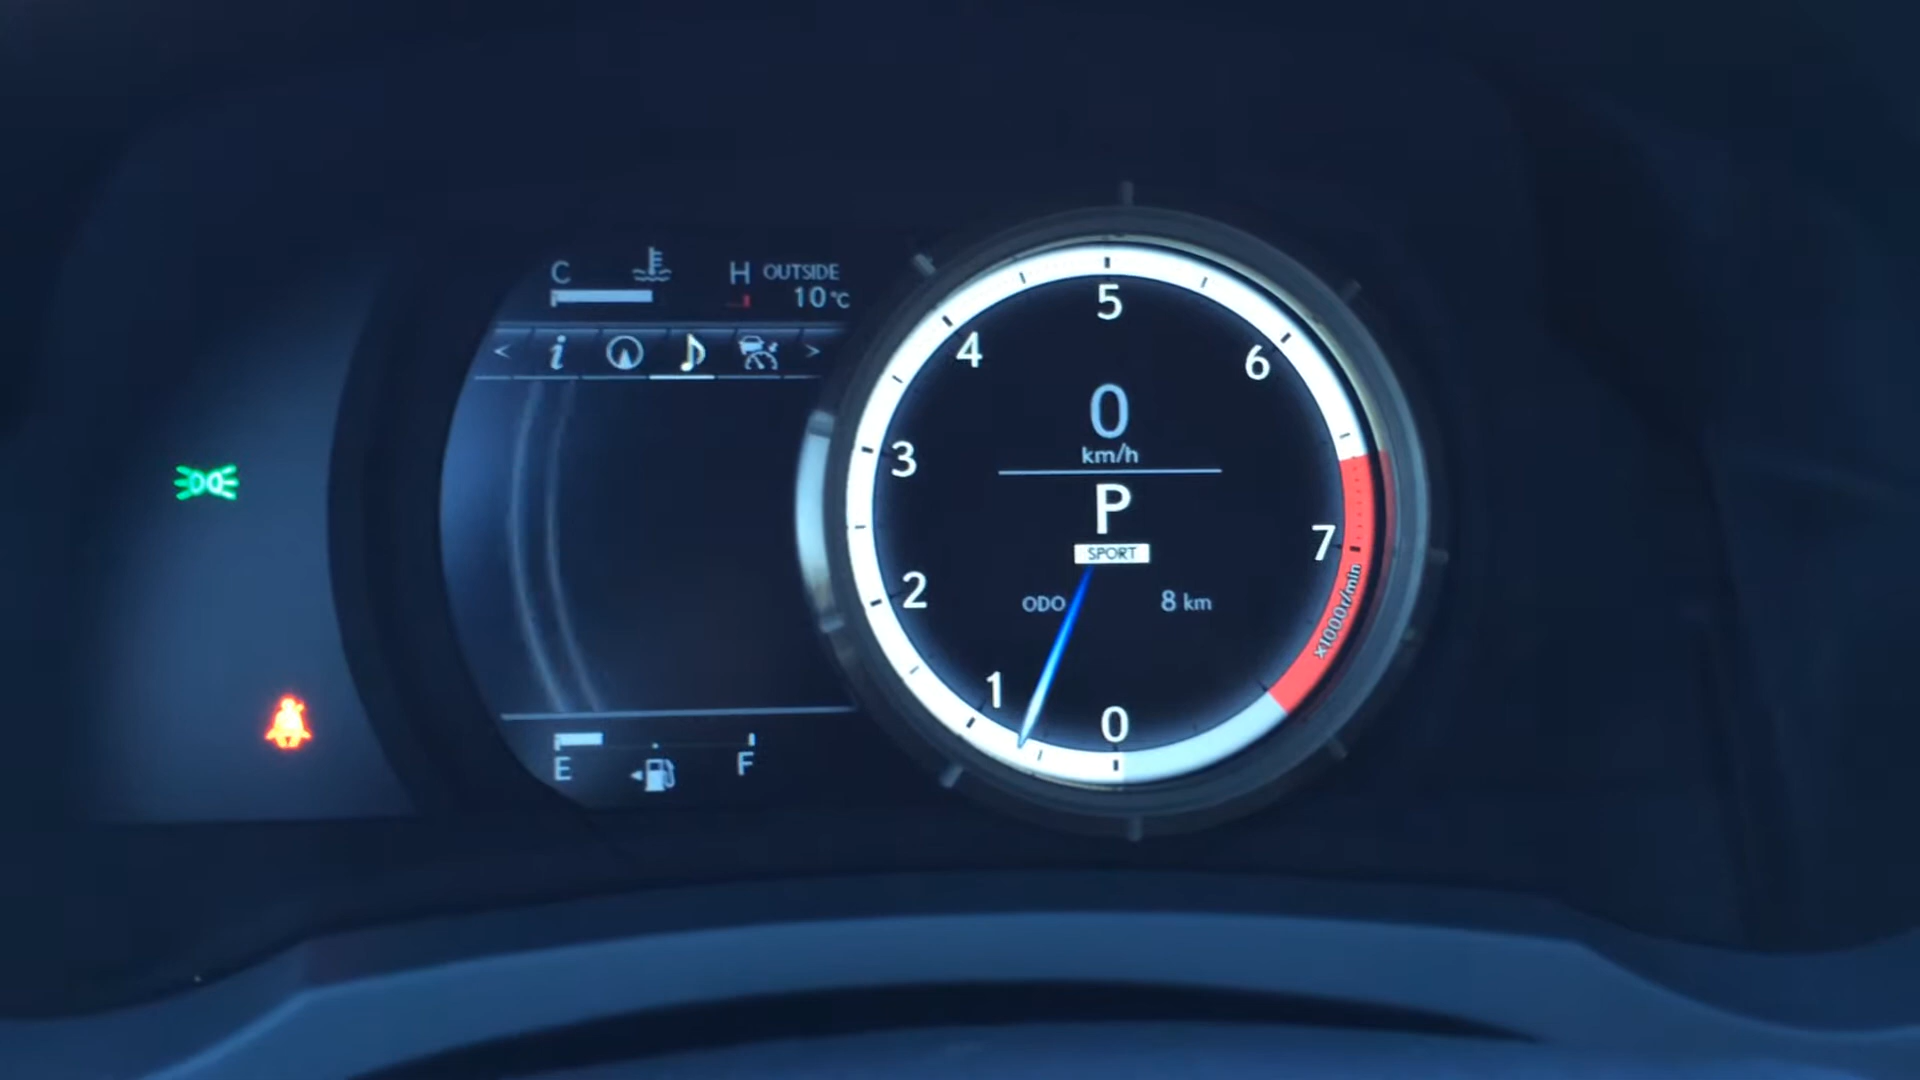 C H OUTSIDE
10°C
< i >
0
km/h
P
SPORT
ODO 8 km
0
1
2
3
4
5
6
7
x1000r/min
E F